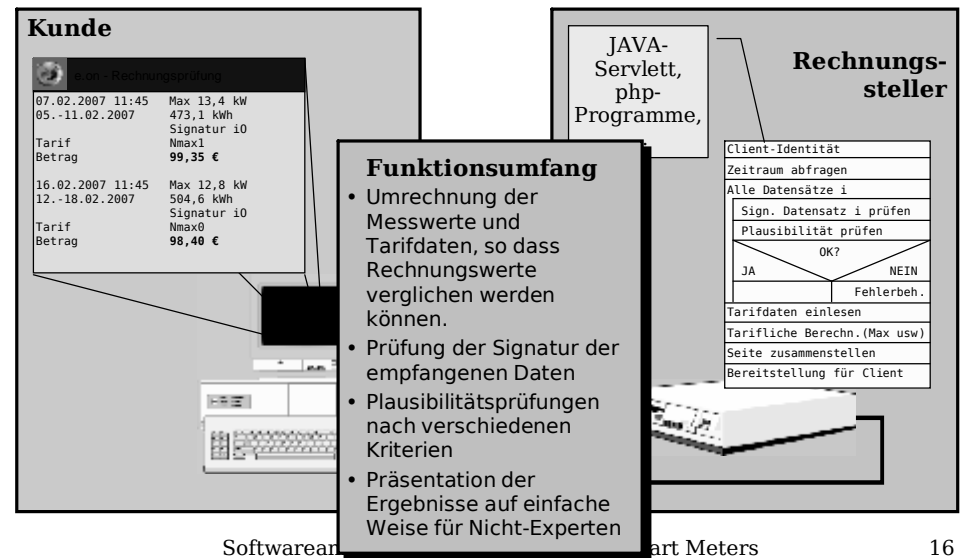 Kunde
e.on - Rechnungsprüfung
07.02.2007 11:45 Max 13,4 kW
05.-11.02.2007 473,1 kWh
Signatur iO
Tarif Nmax1
Betrag 99,35 €
16.02.2007 11:45 Max 12,8 kW
12.-18.02.2007 504,6 kWh
Signatur iO
Tarif Nmax0
Betrag 98,40 €
Funktionsumfang
• Umrechnung der
Messwerte und
Tarifdaten, so dass
Rechnungswerte
verglichen werden
können.
• Prüfung der Signatur der
empfangenen Daten
• Plausibilitätsprüfungen
nach verschiedenen
Kriterien
• Präsentation der
Ergebnisse auf einfache
Weise für Nicht-Experten
JAVA-
Servlett,
php-
Programme,
Rechnungs-
steller
Client-Identität
Zeitraum abfragen
Alle Datensätze i
Sign. Datensatz i prüfen
Plausibilität prüfen
OK?
JA NEIN
Fehlerbeh.
Tarifdaten einlesen
Tarifliche Berechn.(Max usw)
Seite zusammenstellen
Bereitstellung für Client
Meters 16